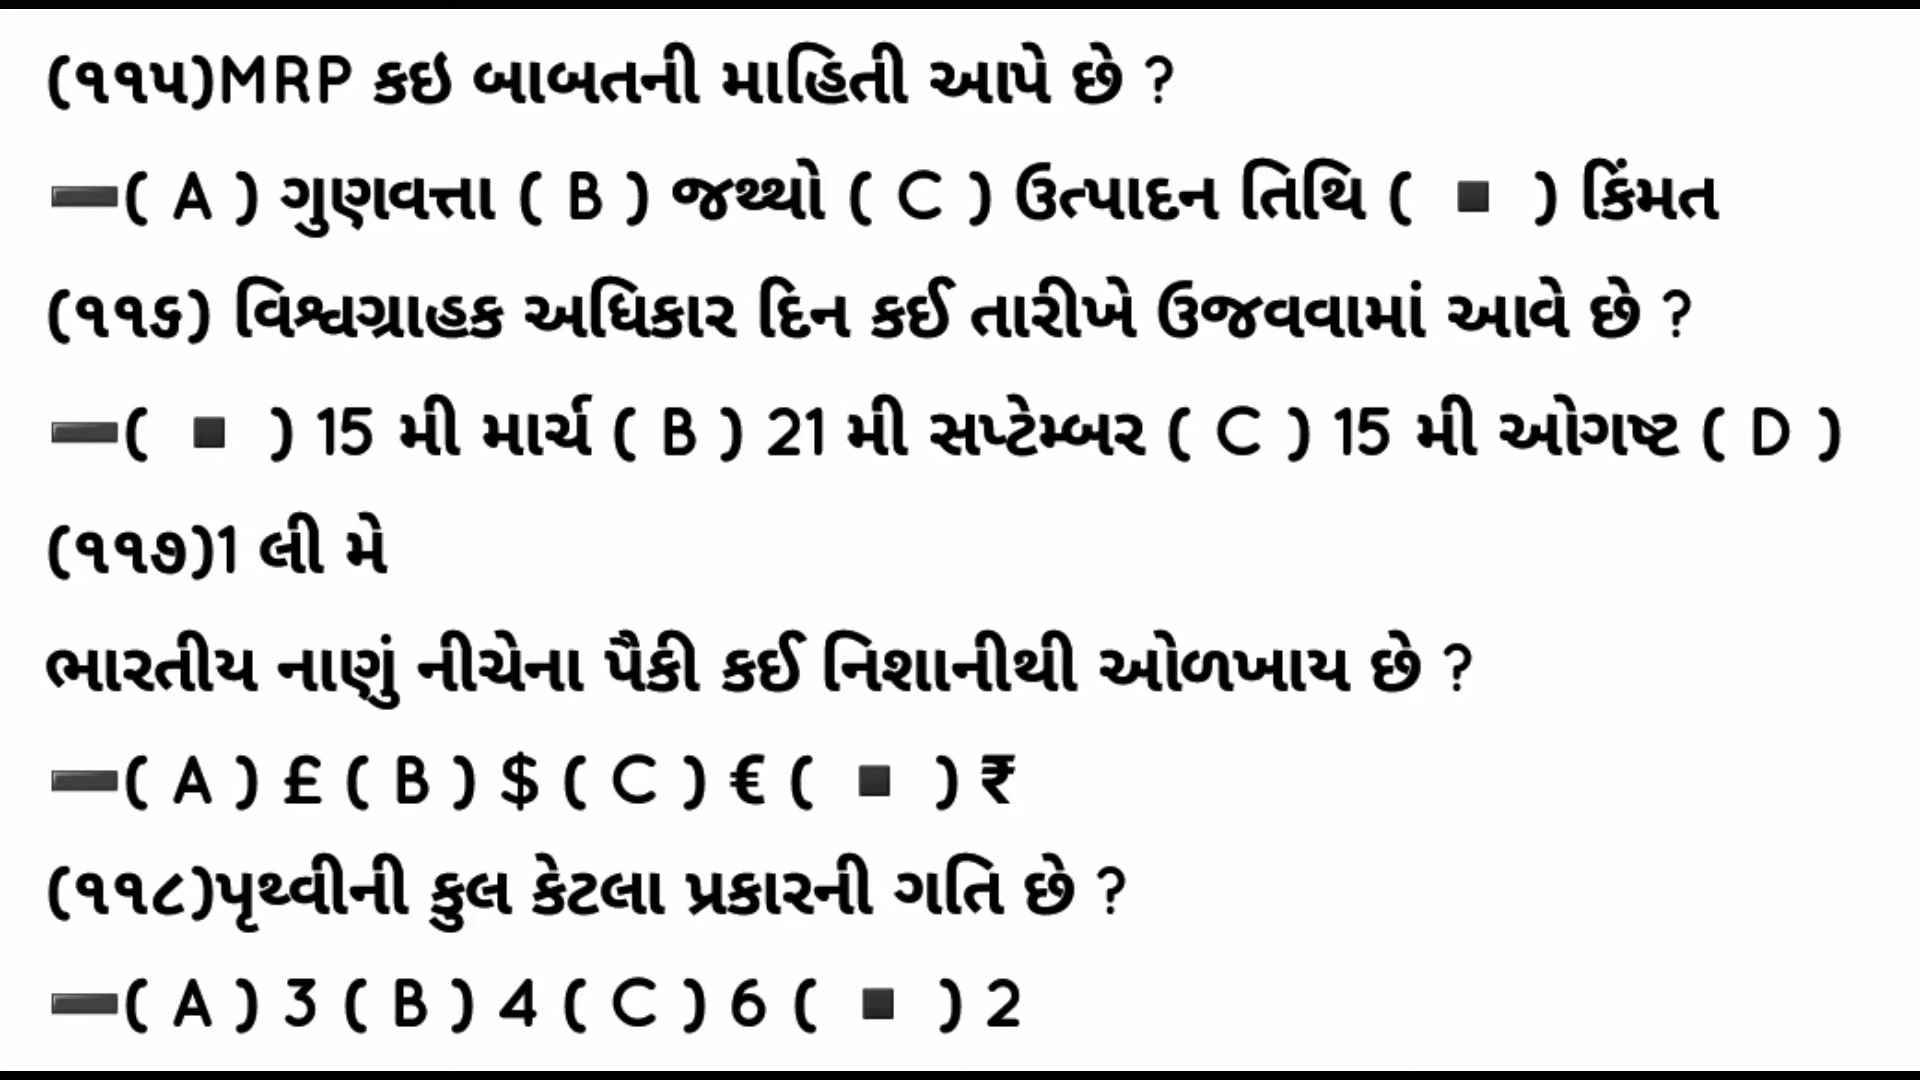 (૧૧૫)MRP કઇ બાબતની માહિતી આપે છે ?
➖( A ) ગુણવત્તા ( B ) જથ્થો ( C ) ઉત્પાદન તિથિ ( ◾ ) કિંમત
(૧૧૬) વિશ્વગ્રાહક અધિકાર દિન કઈ તારીખે ઉજવવામાં આવે છે ?
➖( ◾ ) 15 મી માર્ચ ( B ) 21 મી સપ્ટેમ્બર ( C ) 15 મી ઓગષ્ટ ( D )
(૧૧૭)1 લી મે
ભારતીય નાણું નીચેના પૈકી કઈ નિશાનીથી ઓળખાય છે ?
➖( A ) £ ( B ) $ ( C ) € ( ◾ ) ₹
(૧૧૮)પૃથ્વીની કુલ કેટલા પ્રકારની ગતિ છે ?
➖( A ) 3 ( B ) 4 ( C ) 6 ( ◾ ) 2